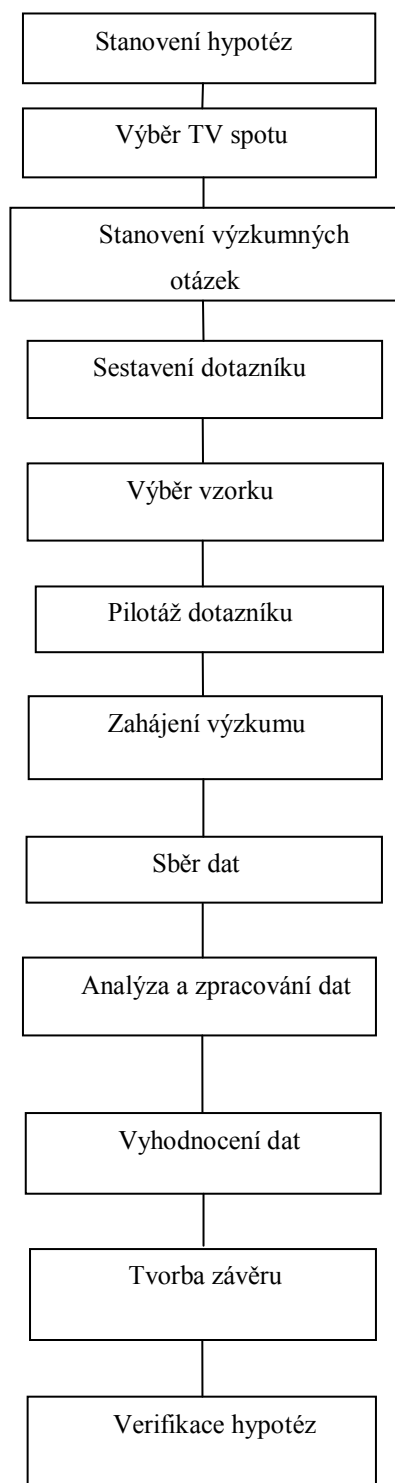 Stanovení hypotéz
Výběr TV spotu
Stanovení výzkumných
otázek
Sestavení dotazníku
Výběr vzorku
Pilotáž dotazníku
Zahájení výzkumu
Sběr dat
Analýza a zpracování dat
Vyhodnocení dat
Tvorba závěru
Verifikace hypotéz